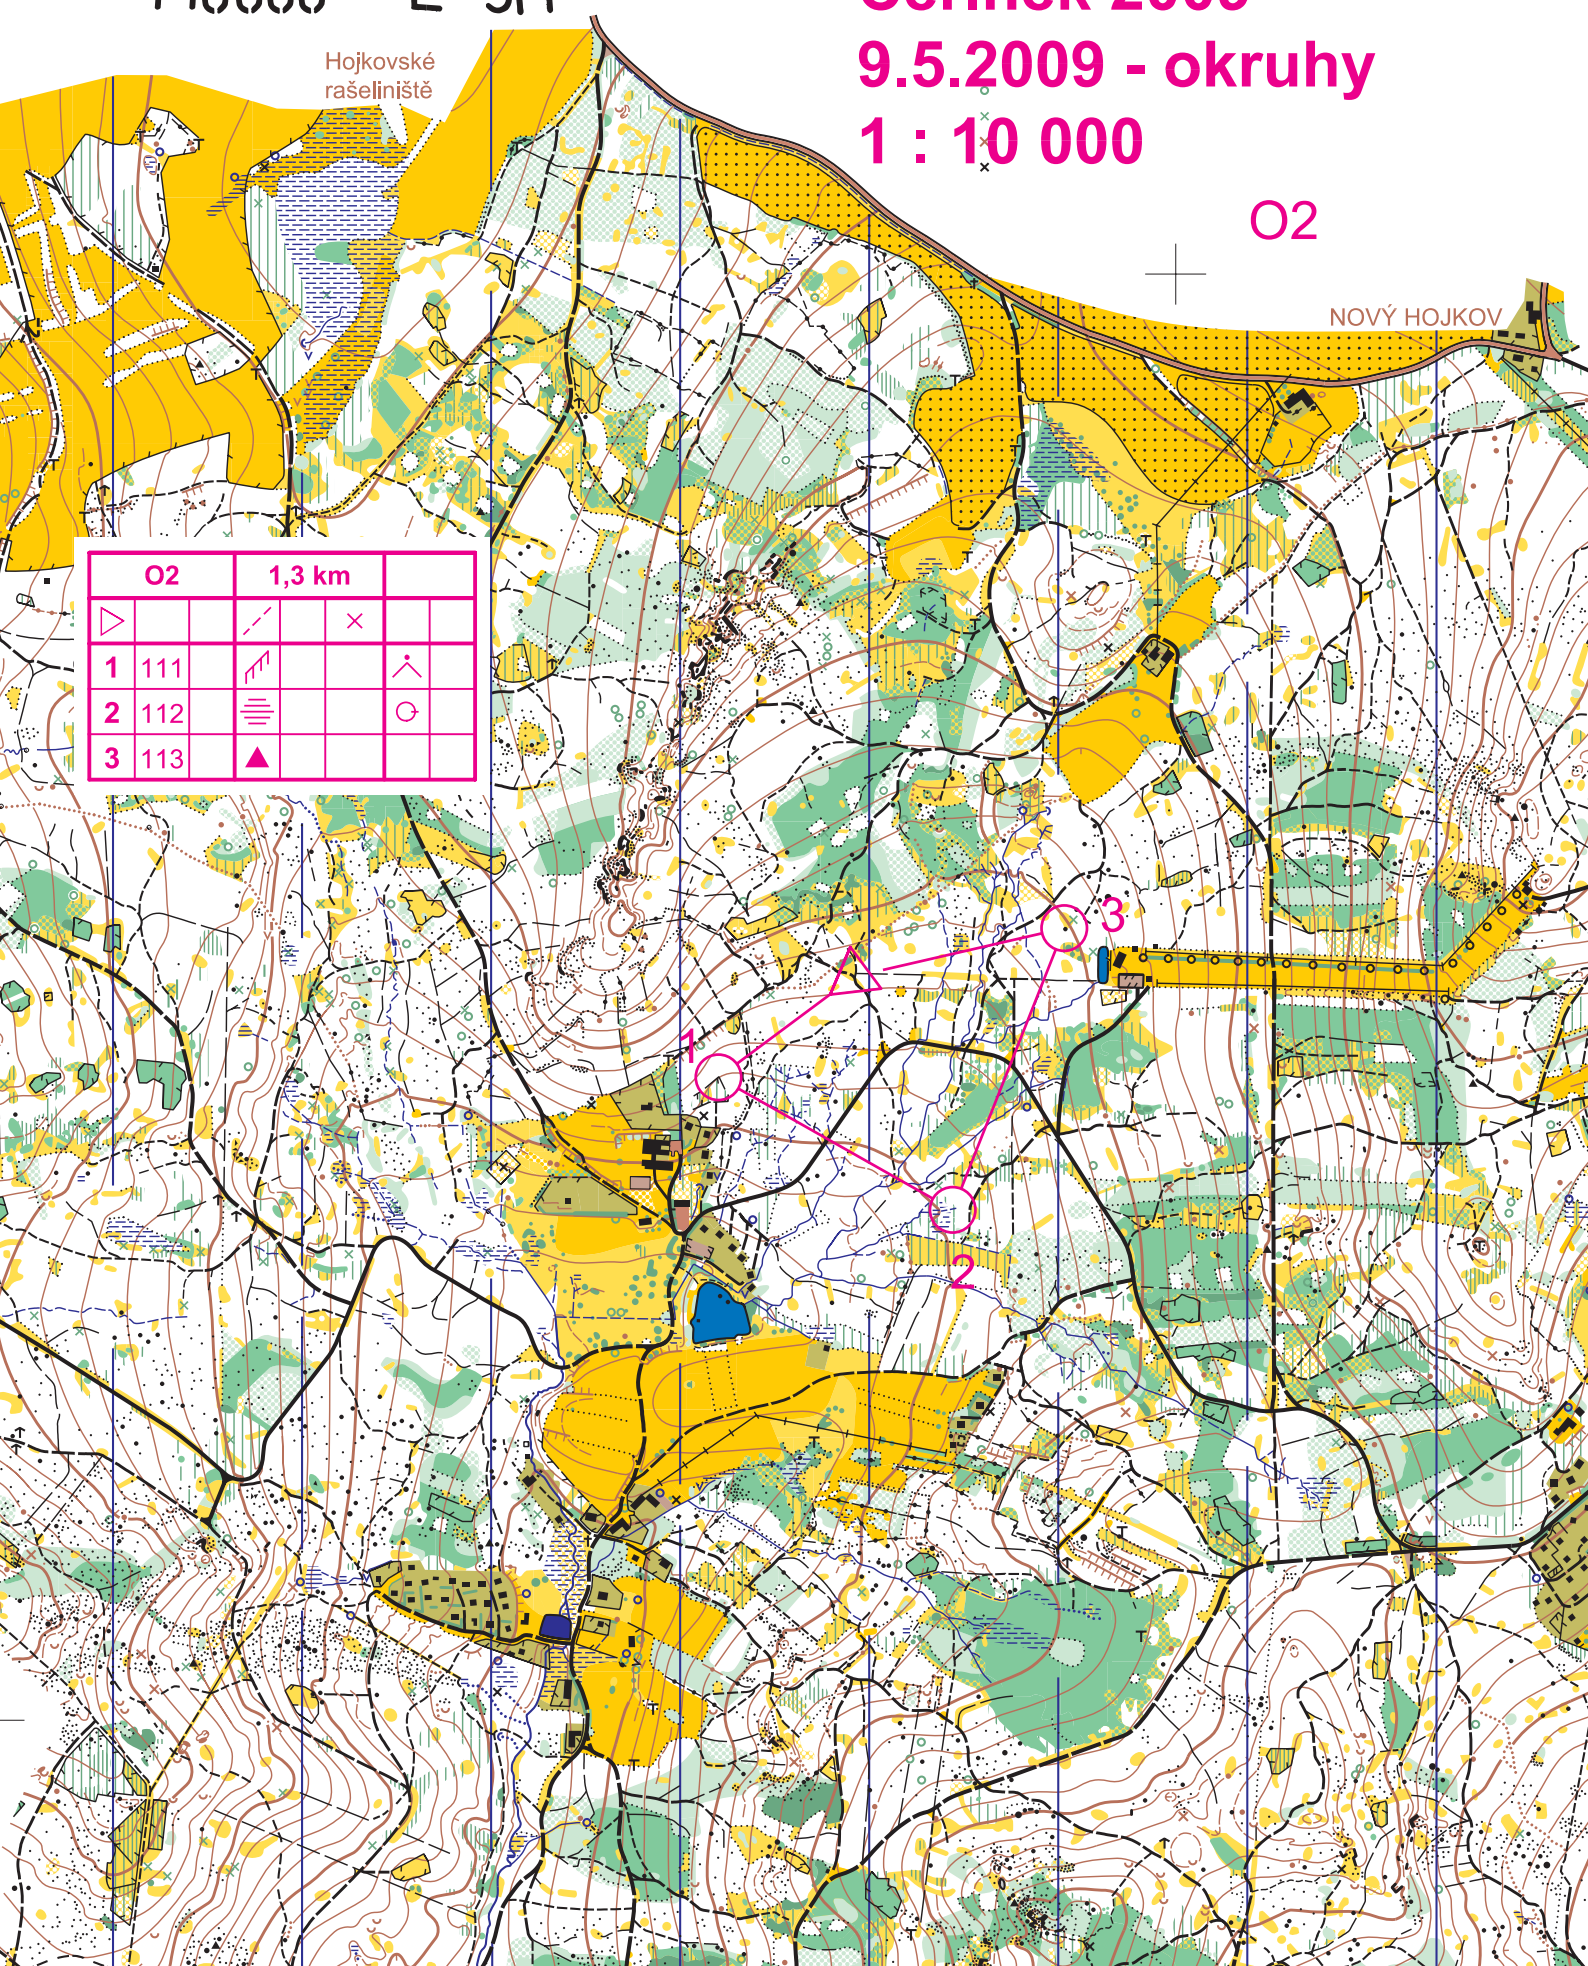 Hojkovské
rašeliniště
9.5.2009 - okruhy
1 : 10 000
O2
NOVÝ HOJKOV
O2 1,3 km
1 111
2 112
3 113
3
1
2